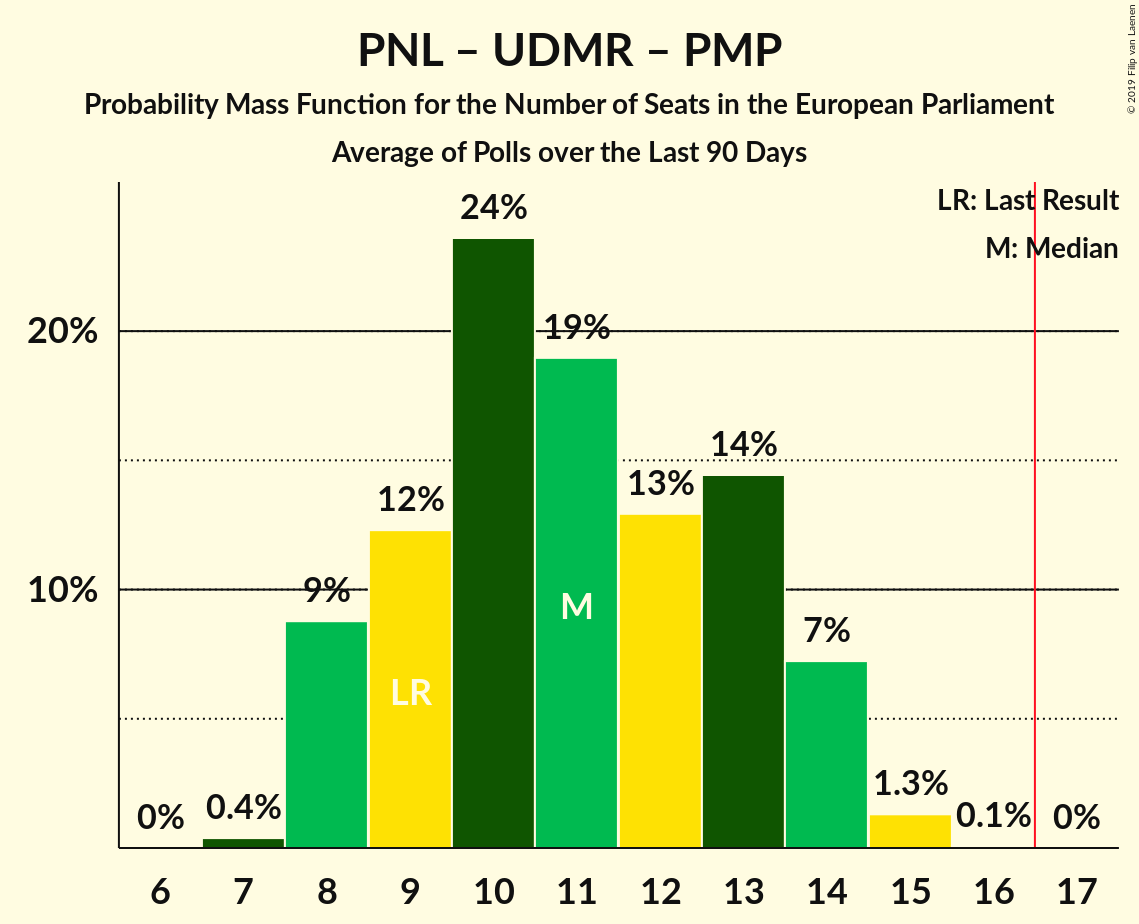 PNL – UDMR – PMP
Probability Mass Function for the Number of Seats in the European Parliament
Average of Polls over the Last 90 Days
© 2019 Filip van Laenen
LR: Last Result
M: Median
24%
20%
19%
14%
13%
12%
10%
9%
M
7%
LR
1.3%
0% 0.4% 0.1% 0%
6 7 8 9 10 11 12 13 14 15 16 17